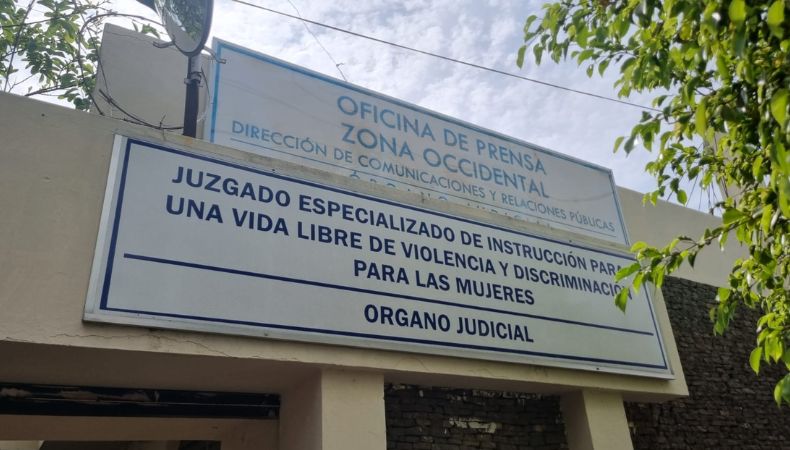 OFICINA DE PRENSA
ZONA OCCIDENTAL
DIRECCIÓN DE COMUNICACIONES Y RELACIONES PÚBLICAS
JUZGADO ESPECIALIZADO DE INSTRUCCIÓN PARA
UNA VIDA LIBRE DE VIOLENCIA Y DISCRIMINACIÓN
PARA LAS MUJERES
ORGANO JUDICIAL